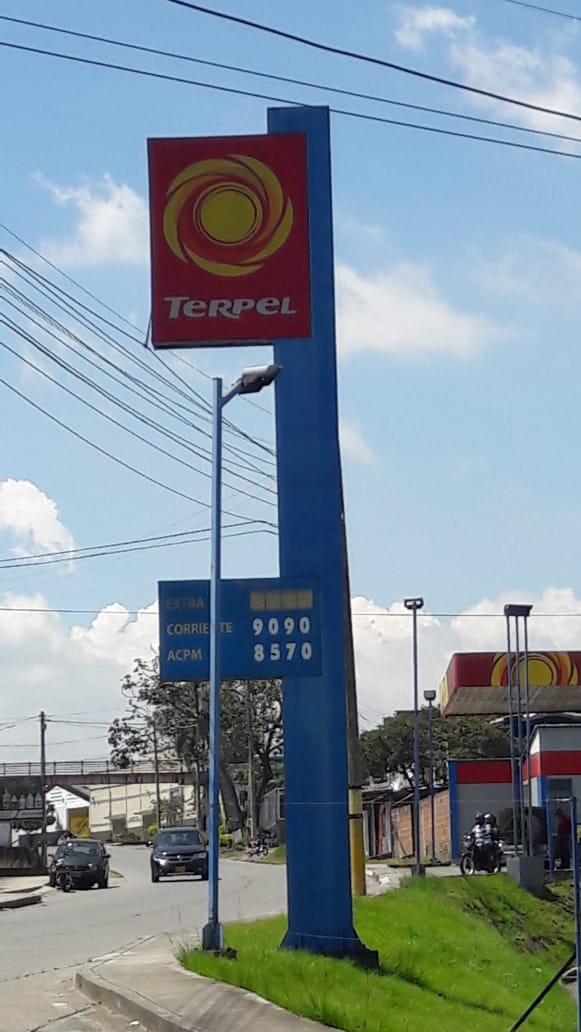 Terpel
EXTRA
CORRIENTE 9090
ACPM 8570